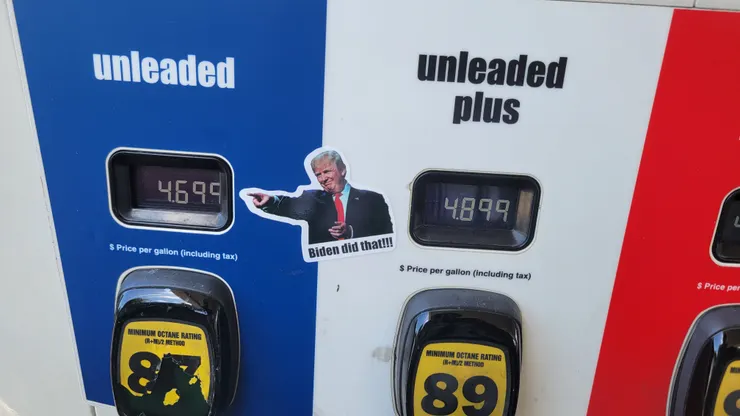 unleaded
4.699
$ Price per gallon (including tax)
MINIMUM OCTANE RATING
(R+M)/2 METHOD
87
Biden did that!!!
unleaded
plus
4.899
$ Price per gallon (including tax)
MINIMUM OCTANE RATING
(R+M)/2 METHOD
89
$ Price per